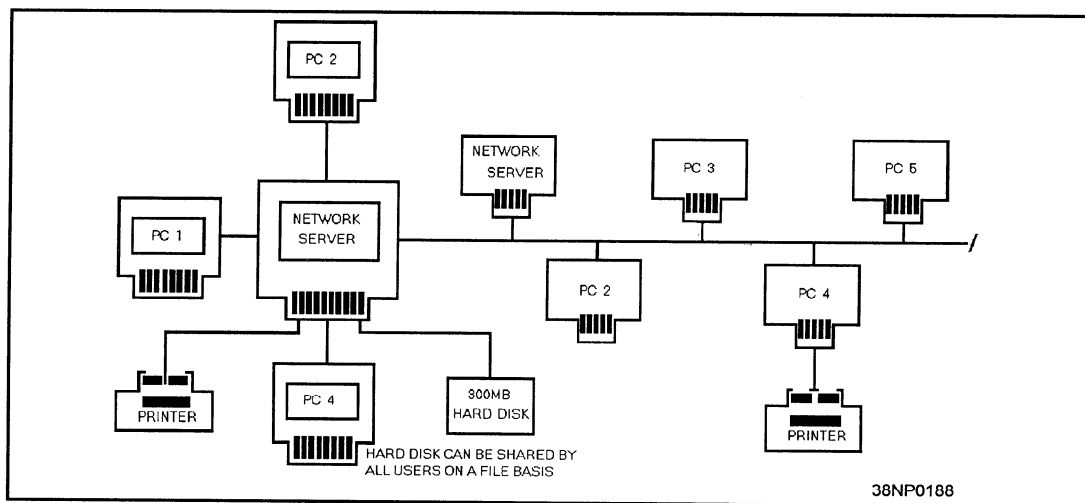 PC 2
NETWORK
SERVER
PC 3
PC 5
PC 1
NETWORK
SERVER
PC 2
PC 4
PRINTER
PC 4
300MB
HARD DISK
PRINTER
HARD DISK CAN BE SHARED BY
ALL USERS ON A FILE BASIS
38NP0188